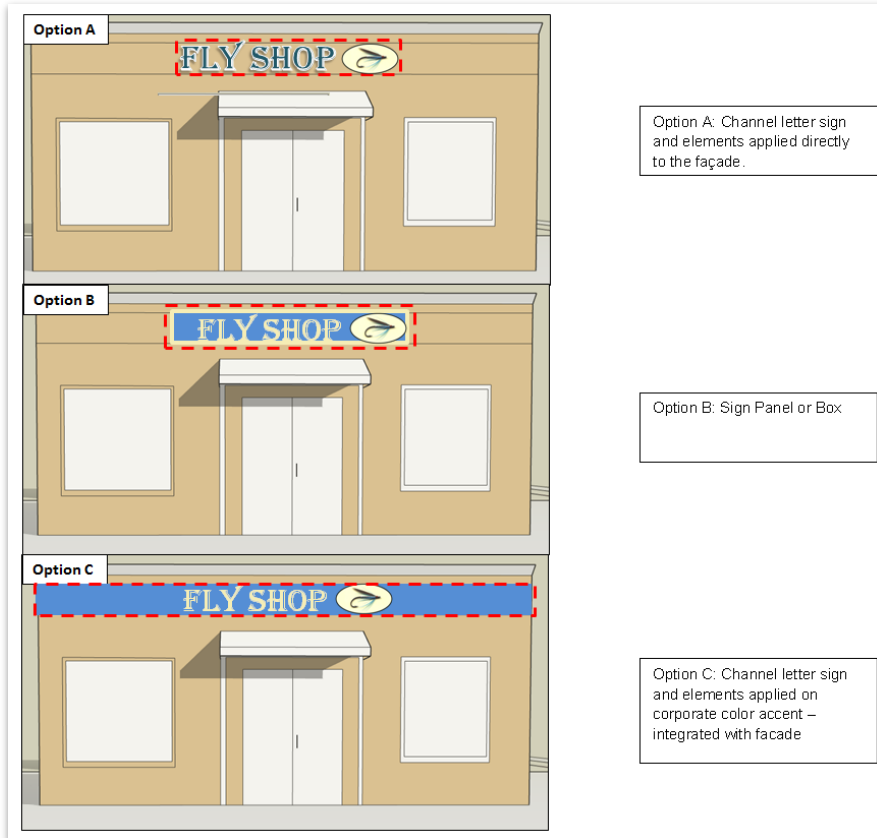 Option A
FLY SHOP
Option A: Channel letter sign
and elements applied directly
to the façade.
Option B
FLY SHOP
Option B: Sign Panel or Box
Option C
FLY SHOP
Option C: Channel letter sign
and elements applied on
corporate color accent –
integrated with facade